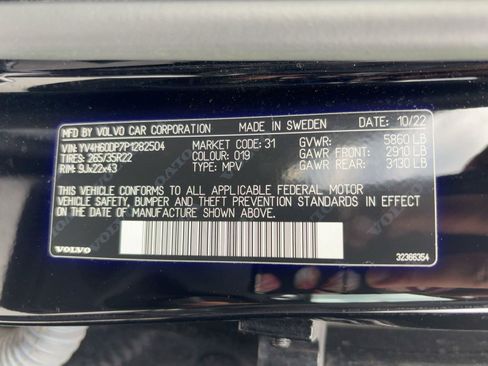 MFD. BY VOLVO CAR CORPORATION MADE IN SWEDEN DATE: 10/22
VIN: YV4H60DP7P1282504 MARKET CODE: 31 GVWR: 5860 LB
TIRES: 265/35R22 COLOUR: 019 GAWR FRONT: 2910 LB
RIM: 9Jx22x43 TYPE: MPV GAWR REAR: 3130 LB
THIS VEHICLE CONFORMS TO ALL APPLICABLE FEDERAL MOTOR
VEHICLE SAFETY, BUMPER AND THEFT PREVENTION STANDARDS IN EFFECT
ON THE DATE OF MANUFACTURE SHOWN ABOVE.
VOLVO
32366354